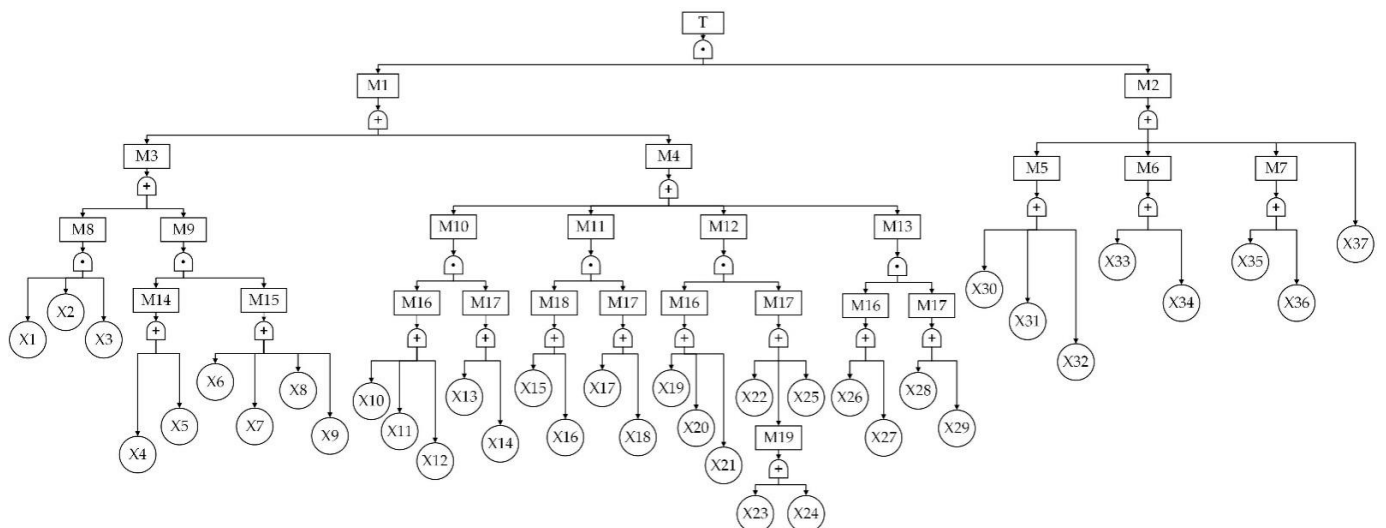 T
•
M1 M2
+ +
M3 M4 M5 M6 M7
+ + + + +
M8 M9 M10 M11 M12 M13 X37
• • • • • •
X33 X35
X30 X34 X36
M14 M15 M16 M17 M18 M17 M16 M17 M16 M17
X2 X31
+ + + + + + + + + + + +
X1 X3 X32
X6 X8 X10 X13 X15 X17 X19 X22 X25 X26 X28
X5 X7 X9 X11 X14 X16 X18 X20 X27 X29
X4 X12 X21 M19
+
X23 X24